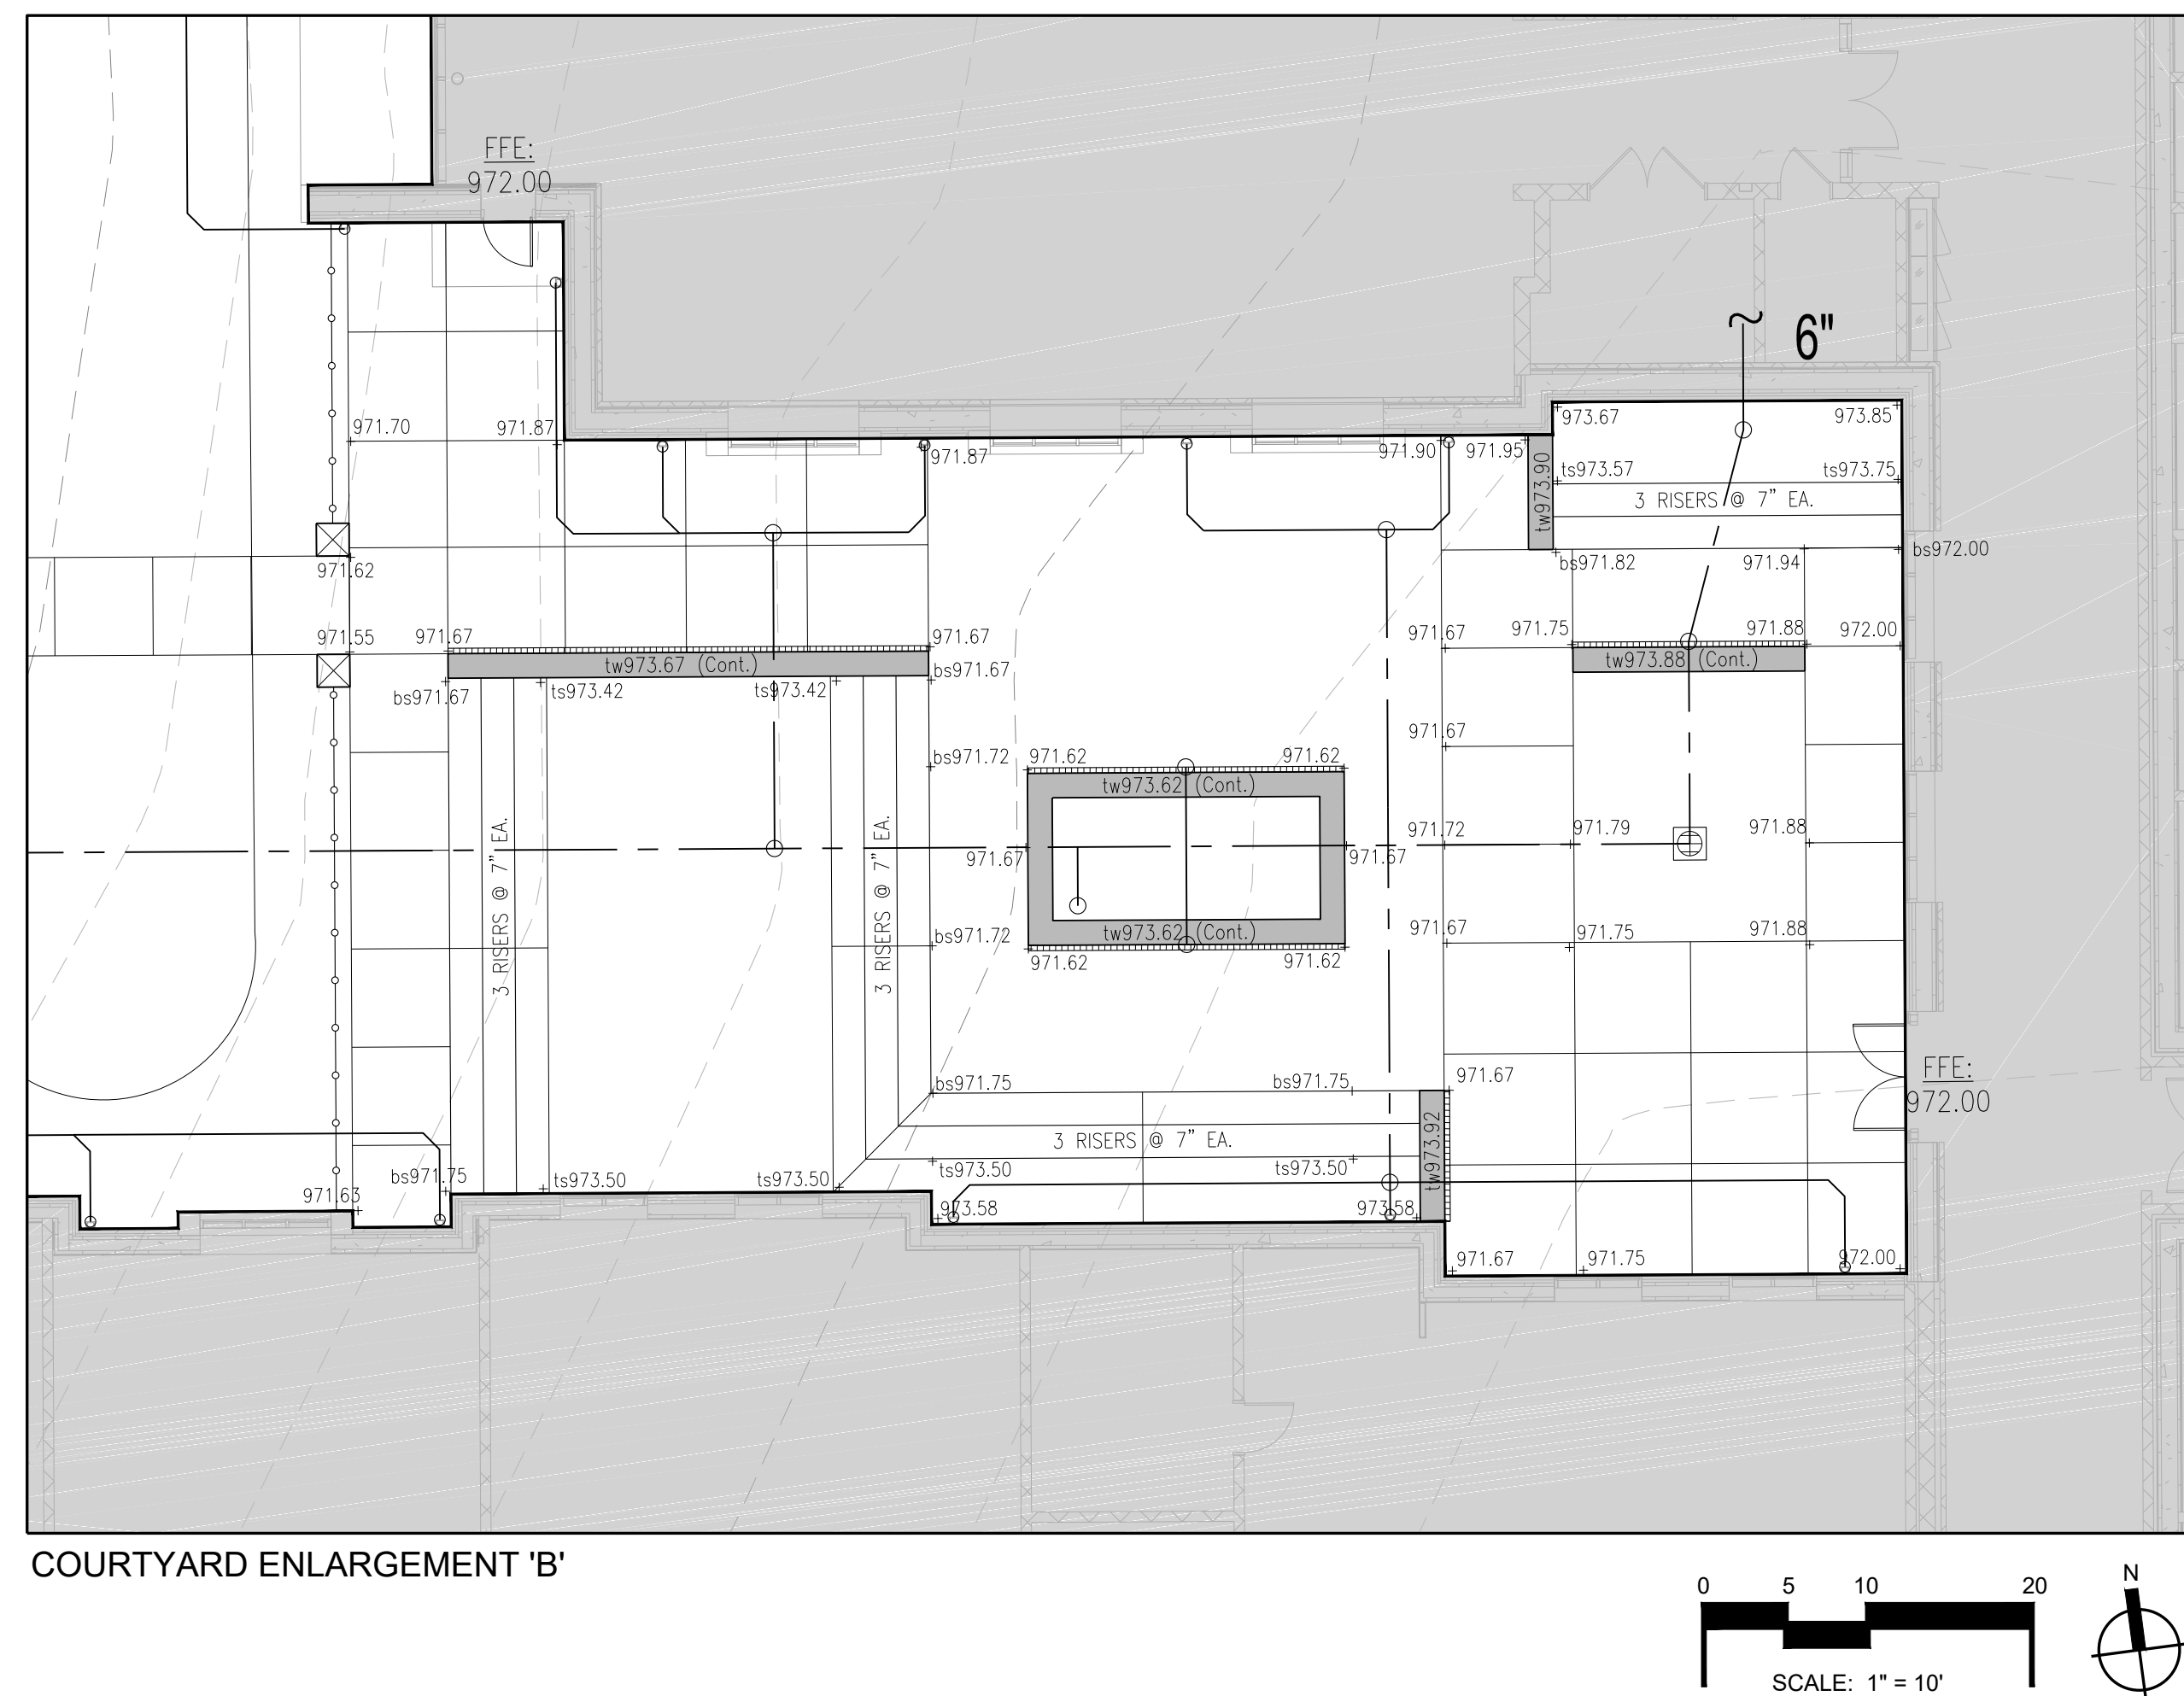 FFE:
972.00
6"
973.67
973.85
971.70
971.87
971.87
971.90
971.95
tw973.90
ts973.57
ts973.75
3 RISERS @ 7" EA.
bs972.00
971.62
bs971.82
971.94
971.55
971.67
971.67
971.67
971.75
971.88
972.00
tw973.67 (Cont.)
bs971.67
tw973.88 (Cont.)
bs971.67
ts973.42
ts973.42
971.67
bs971.72
971.62
971.62
tw973.62 (Cont.)
3 RISERS @ 7" EA.
3 RISERS @ 7" EA.
971.67
971.67
971.72
971.79
971.88
bs971.72
tw973.62 (Cont.)
971.67
971.75
971.88
971.62
971.62
FFE:
972.00
bs971.75
bs971.75
971.67
3 RISERS @ 7" EA.
tw973.92
bs971.75
ts973.50
ts973.50
ts973.50
ts973.50
971.63
973.58
973.58
971.67
971.75
972.00
COURTYARD ENLARGEMENT 'B'
0 5 10 20
N
SCALE: 1" = 10'